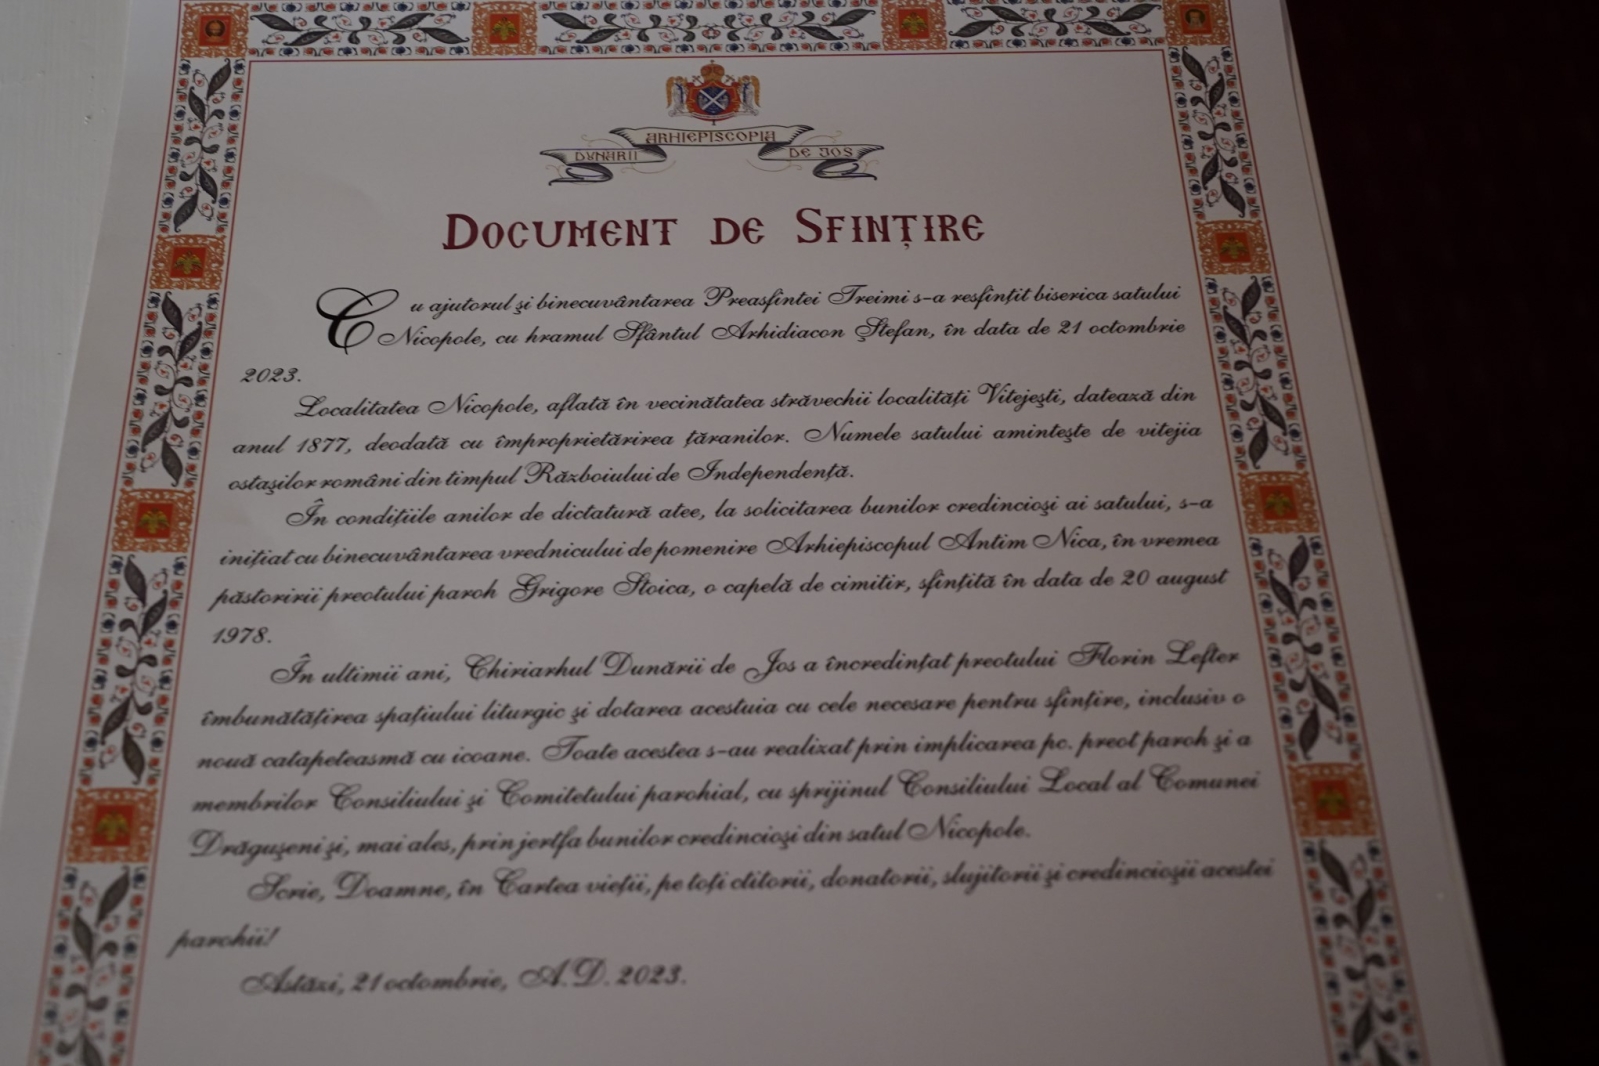 ARHIEPISCOPIA
DUNĂRII DE JOS
DOCUMENT DE SFINȚIRE
Cu ajutorul și binecuvântarea Preasfintei Treimi s-a resfințit biserica satului
Nicopole, cu hramul Sfântul Arhidiacon Ștefan, în data de 21 octombrie
2023.
Localitatea Nicopole, aflată în vecinătatea străvechii localități Vitejești, datează din
anul 1877, deodată cu împroprietărirea țăranilor. Numele satului amintește de vitejia
ostașilor români din timpul Războiului de Independență.
În condițiile anilor de dictatură atee, la solicitarea bunilor credincioși ai satului, s-a
inițiat cu binecuvântarea vrednicului de pomenire Arhiepiscopul Antim Nica, în vremea
păstoririi preotului paroh Grigore Stoica, o capelă de cimitir, sfințită în data de 20 august
1978.
În ultimii ani, Chiriarhul Dunării de Jos a încredințat preotului Florin Lefter
îmbunătățirea spațiului liturgic și dotarea acestuia cu cele necesare pentru sfințire, inclusiv o
nouă catapeteasmă cu icoane. Toate acestea s-au realizat prin implicarea pc. preot paroh și a
membrilor Consiliului și Comitetului parohial, cu sprijinul Consiliului Local al Comunei
Drăgușeni și, mai ales, prin jertfa bunilor credincioși din satul Nicopole.
Scrie, Doamne, în Cartea vieții, pe toți ctitorii, donatorii, slujitorii și credincioșii acestei
parohii!
Astăzi, 21 octombrie, A.D. 2023.